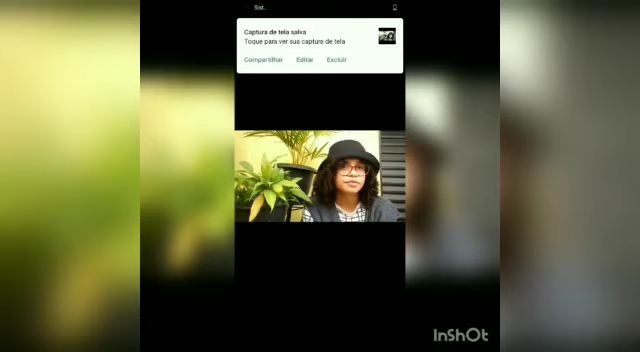 Sist..
Captura de tela salva
Toque para ver sua captura de tela
Compartilhar Editar Excluir
InShOt